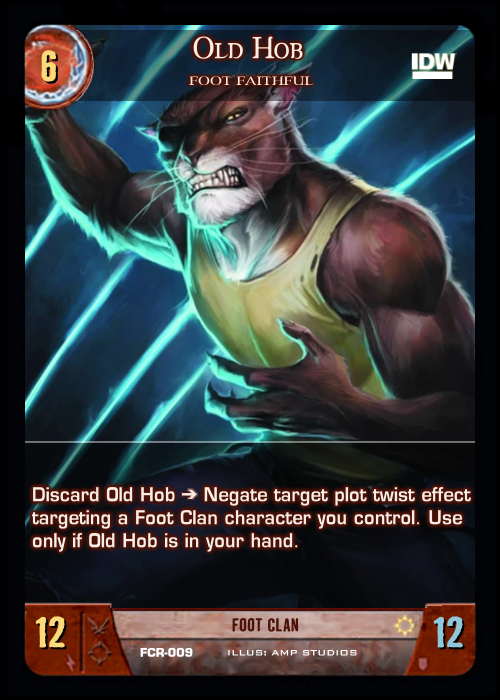 6
Old Hob
IDW
FOOT FAITHFUL
Discard Old Hob ➔ Negate target plot twist effect
targeting a Foot Clan character you control. Use
only if Old Hob is in your hand.
12
FOOT CLAN
12
FCR-009
ILLUS: AMP STUDIOS